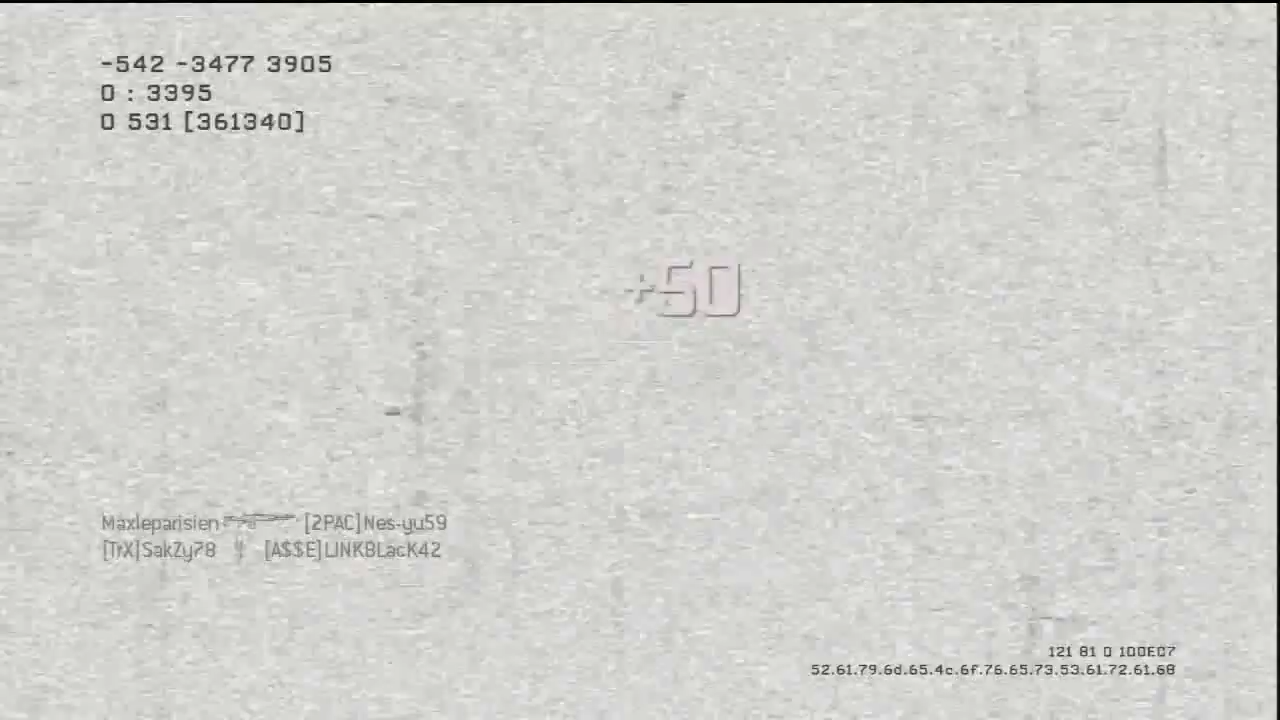 -542 -3477 3905
0 : 3395
0 531 [361340]
+50
Maxleparisien [2PAC]Nes-yu59
[TrX]SakZy78 [A$$E]LINKBLacK42
121 81 0 100EC7
52.61.79.6d.65.4c.6f.76.65.73.53.61.72.61.68